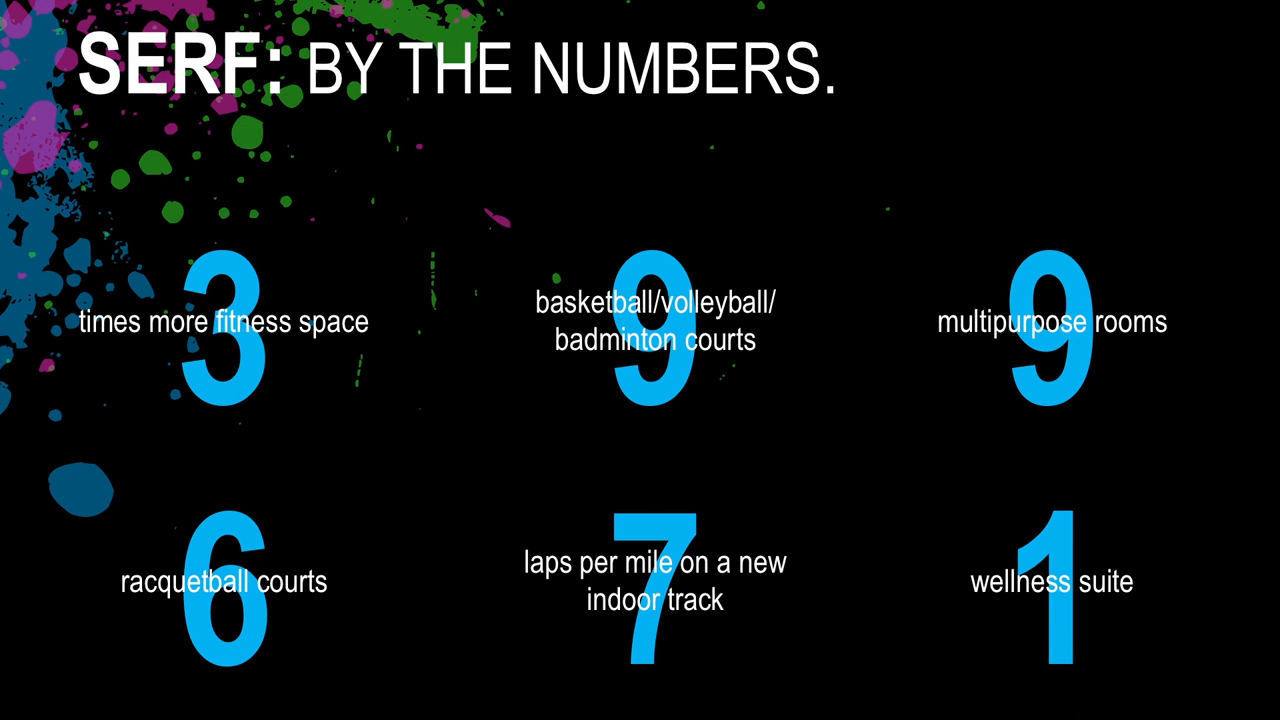 SERF: BY THE NUMBERS.
3
times more fitness space
9
basketball/volleyball/
badminton courts
9
multipurpose rooms
6
racquetball courts
7
laps per mile on a new
indoor track
1
wellness suite